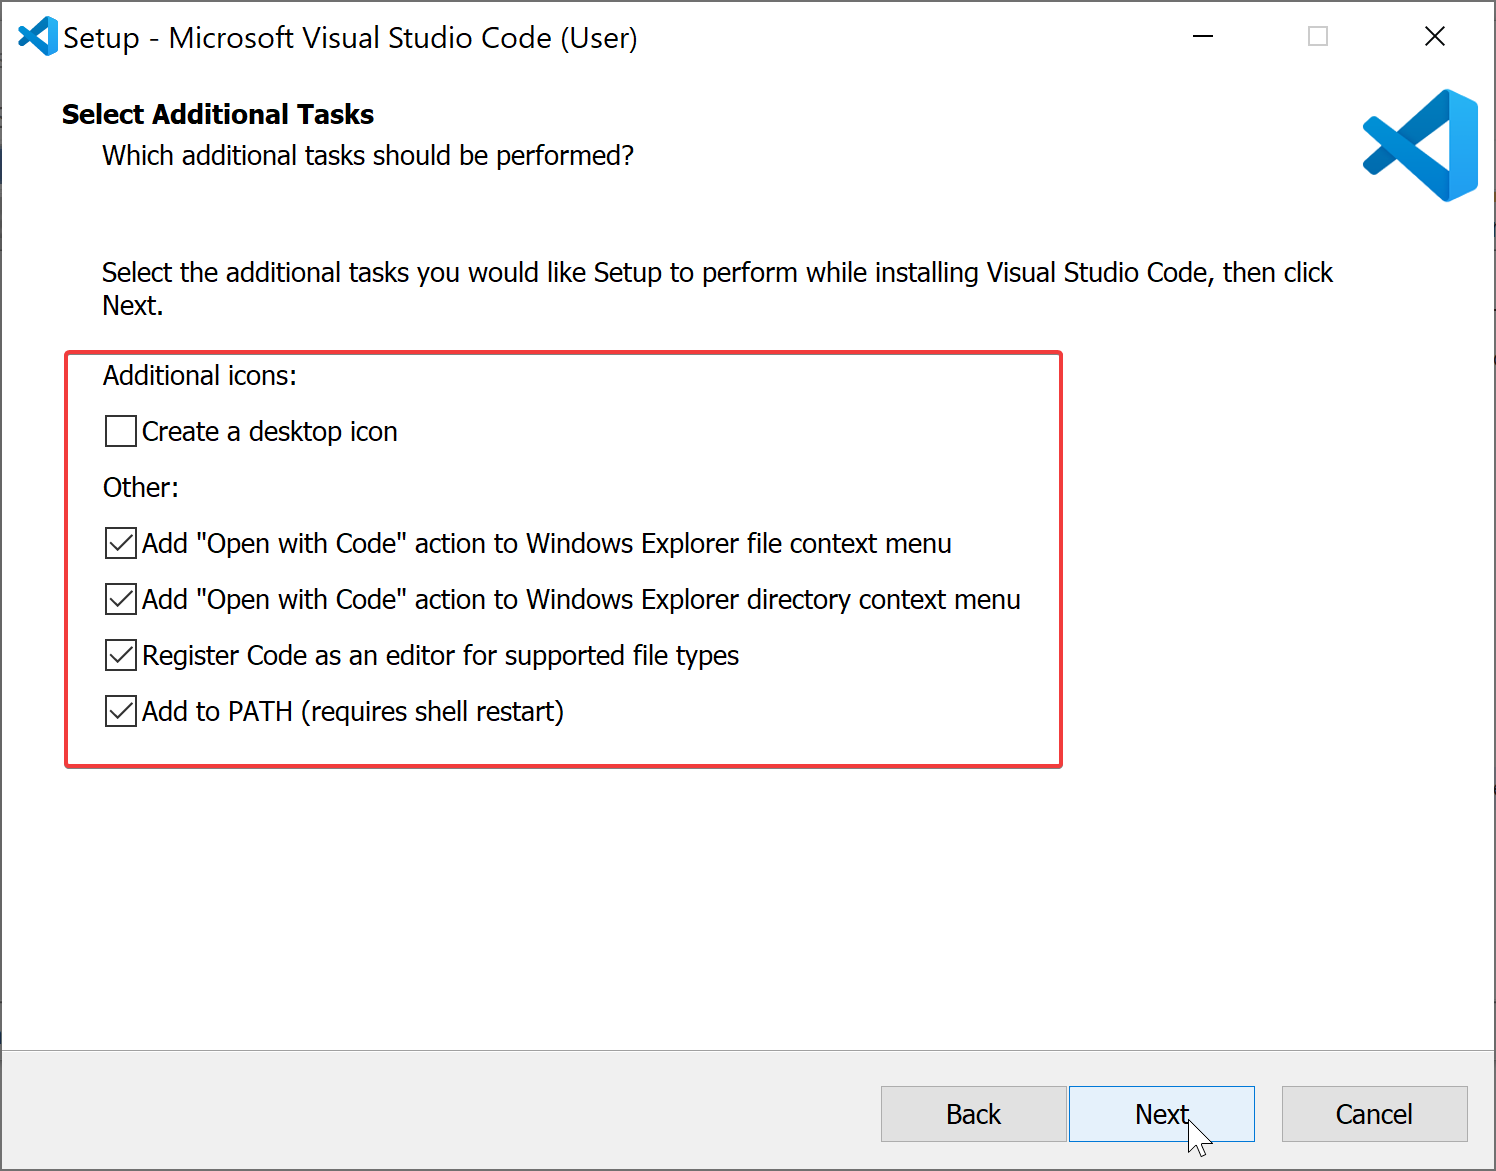 Setup - Microsoft Visual Studio Code (User)
Select Additional Tasks
Which additional tasks should be performed?
Select the additional tasks you would like Setup to perform while installing Visual Studio Code, then click
Next.
Additional icons:
Create a desktop icon
Other:
Add "Open with Code" action to Windows Explorer file context menu
Add "Open with Code" action to Windows Explorer directory context menu
Register Code as an editor for supported file types
Add to PATH (requires shell restart)
Back Next Cancel